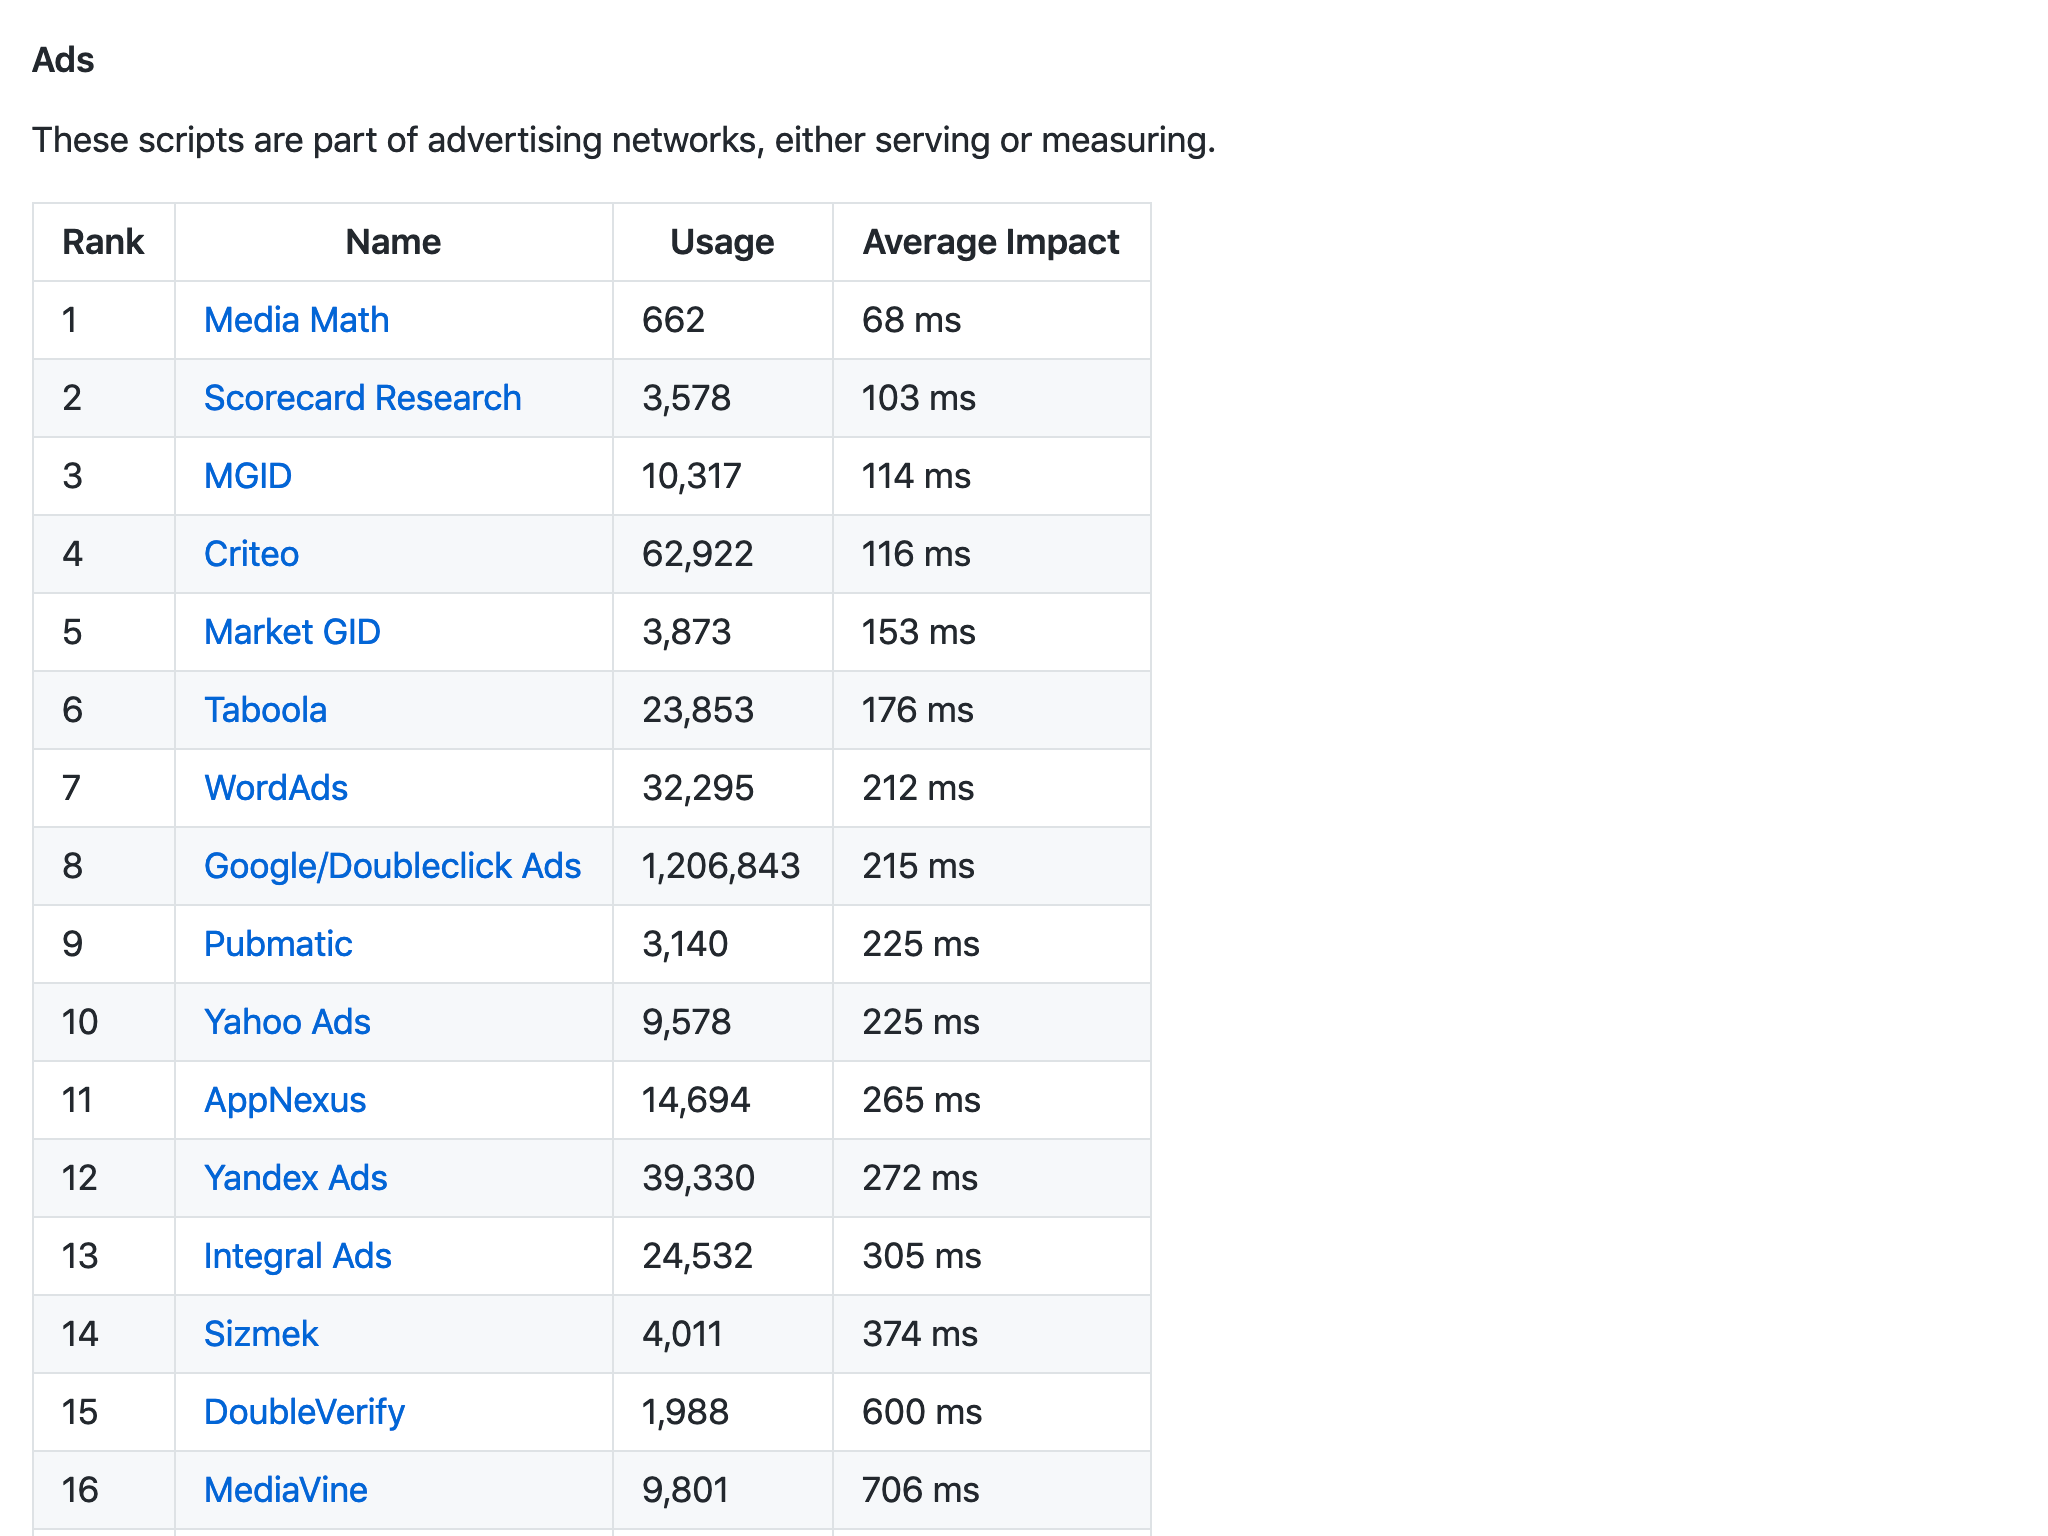 Ads
These scripts are part of advertising networks, either serving or measuring.
Rank Name Usage Average Impact
1 Media Math 662 68 ms
2 Scorecard Research 3,578 103 ms
3 MGID 10,317 114 ms
4 Criteo 62,922 116 ms
5 Market GID 3,873 153 ms
6 Taboola 23,853 176 ms
7 WordAds 32,295 212 ms
8 Google/Doubleclick Ads 1,206,843 215 ms
9 Pubmatic 3,140 225 ms
10 Yahoo Ads 9,578 225 ms
11 AppNexus 14,694 265 ms
12 Yandex Ads 39,330 272 ms
13 Integral Ads 24,532 305 ms
14 Sizmek 4,011 374 ms
15 DoubleVerify 1,988 600 ms
16 MediaVine 9,801 706 ms